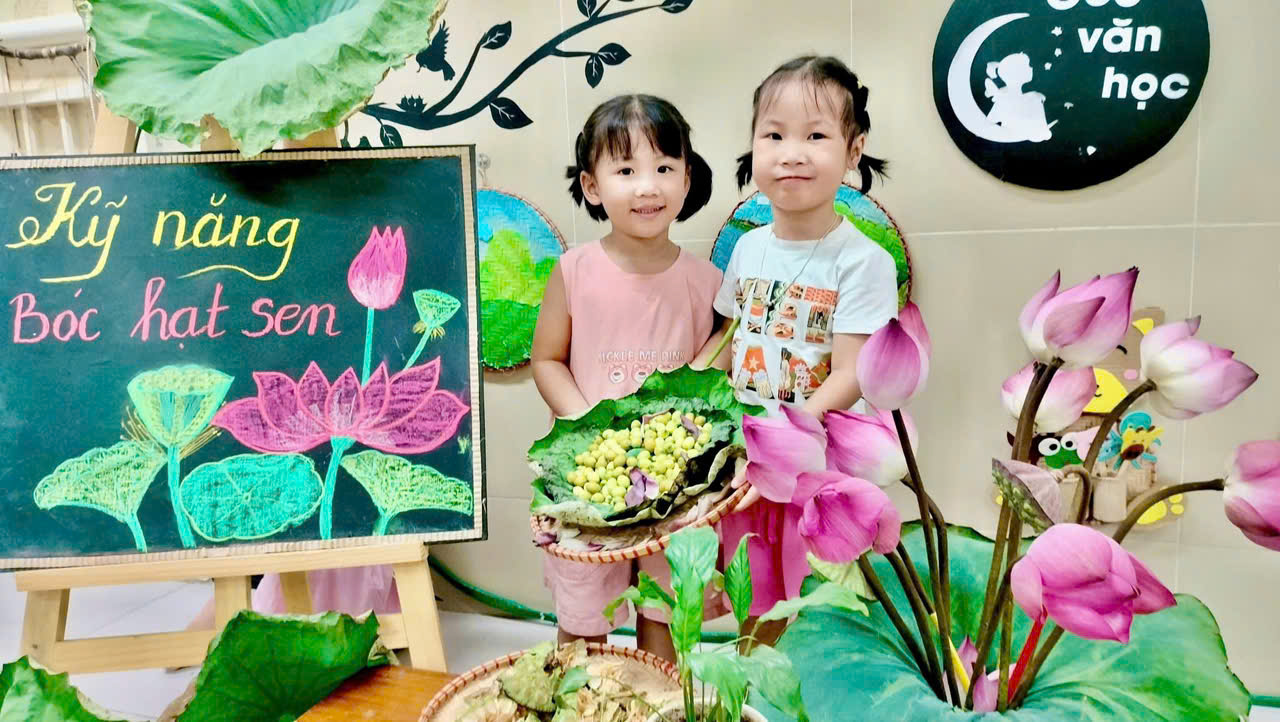 Kỹ năng
Bóc hạt sen
văn
học